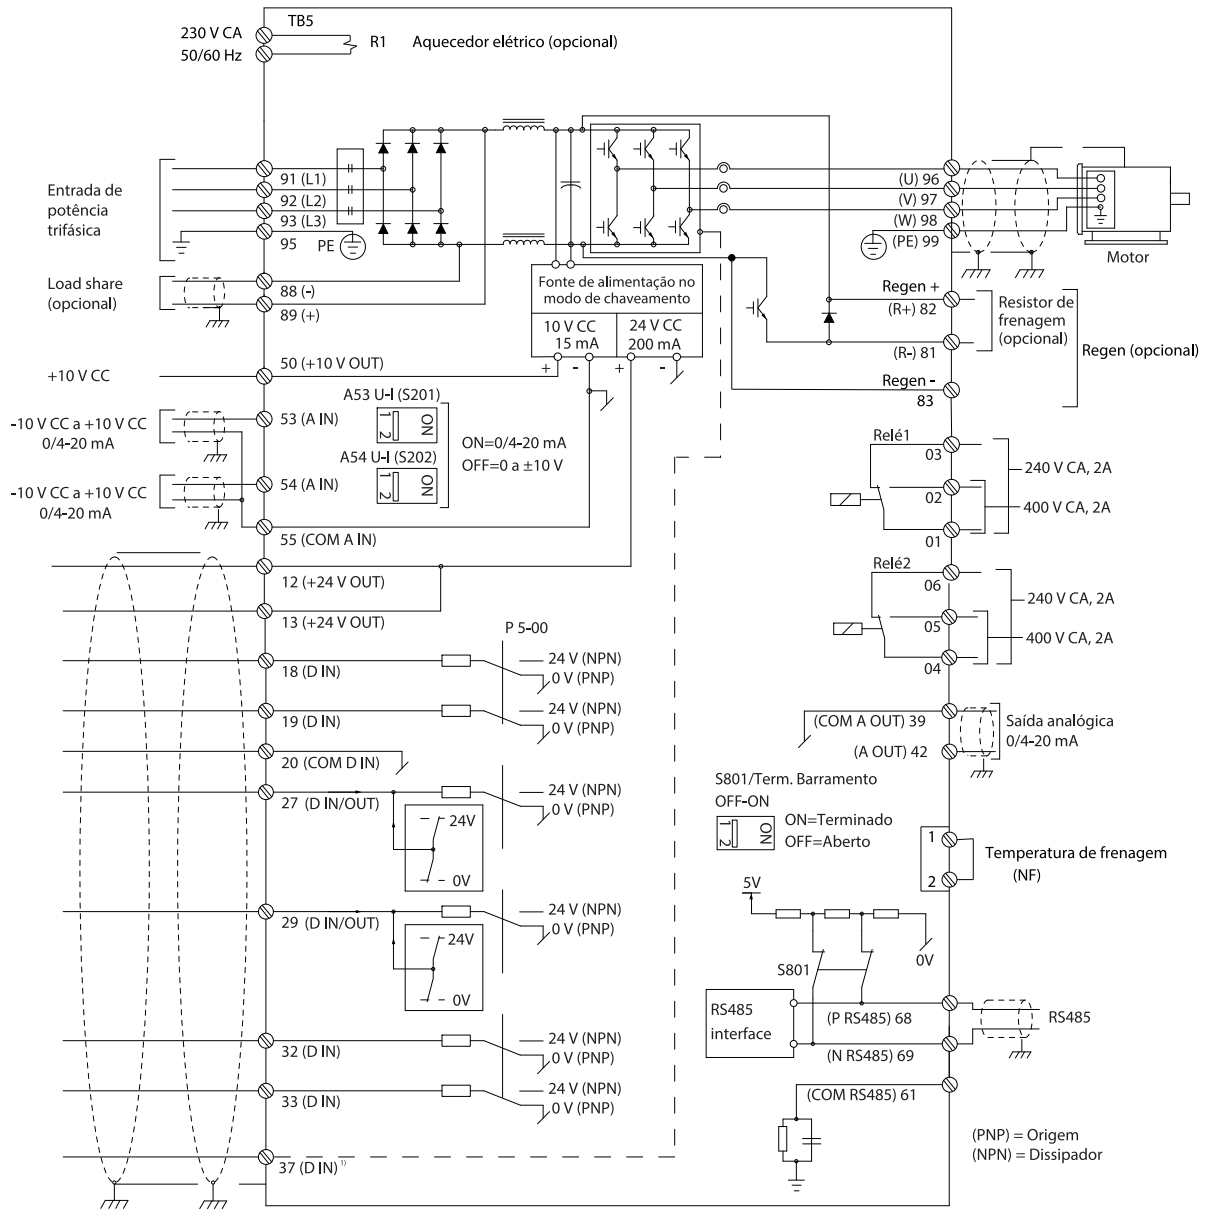 TB5
230 V CA
50/60 Hz
R1
Aquecedor elétrico (opcional)
Entrada de
potência
trifásica
91 (L1)
92 (L2)
93 (L3)
95
PE
(U) 96
(V) 97
(W) 98
(PE) 99
Motor
Load share
(opcional)
88 (-)
89 (+)
Fonte de alimentação no
modo de chaveamento
10 V CC
15 mA
24 V CC
200 mA
+
-
+
-
Regen +
(R+) 82
Resistor de
frenagem
(opcional)
(R-) 81
Regen (opcional)
Regen -
83
+10 V CC
50 (+10 V OUT)
-10 V CC a +10 V CC
0/4-20 mA
53 (A IN)
A53 U-I (S201)
1
2
ON
ON=0/4-20 mA
OFF=0 a ±10 V
A54 U-I (S202)
1
2
ON
-10 V CC a +10 V CC
0/4-20 mA
54 (A IN)
55 (COM A IN)
Relé1
03
02
01
240 V CA, 2A
400 V CA, 2A
12 (+24 V OUT)
13 (+24 V OUT)
Relé2
06
05
04
240 V CA, 2A
400 V CA, 2A
P 5-00
18 (D IN)
24 V (NPN)
0 V (PNP)
19 (D IN)
24 V (NPN)
0 V (PNP)
20 (COM D IN)
27 (D IN/OUT)
24 V (NPN)
0 V (PNP)
24V
0V
29 (D IN/OUT)
24 V (NPN)
0 V (PNP)
24V
0V
32 (D IN)
24 V (NPN)
0 V (PNP)
33 (D IN)
24 V (NPN)
0 V (PNP)
37 (D IN) 1)
(COM A OUT) 39
(A OUT) 42
Saída analógica
0/4-20 mA
S801/Term. Barramento
OFF-ON
1
2
ON
ON=Terminado
OFF=Aberto
1
2
Temperatura de frenagem
(NF)
5V
0V
S801
RS485
interface
(P RS485) 68
(N RS485) 69
RS485
(COM RS485) 61
(PNP) = Origem
(NPN) = Dissipador